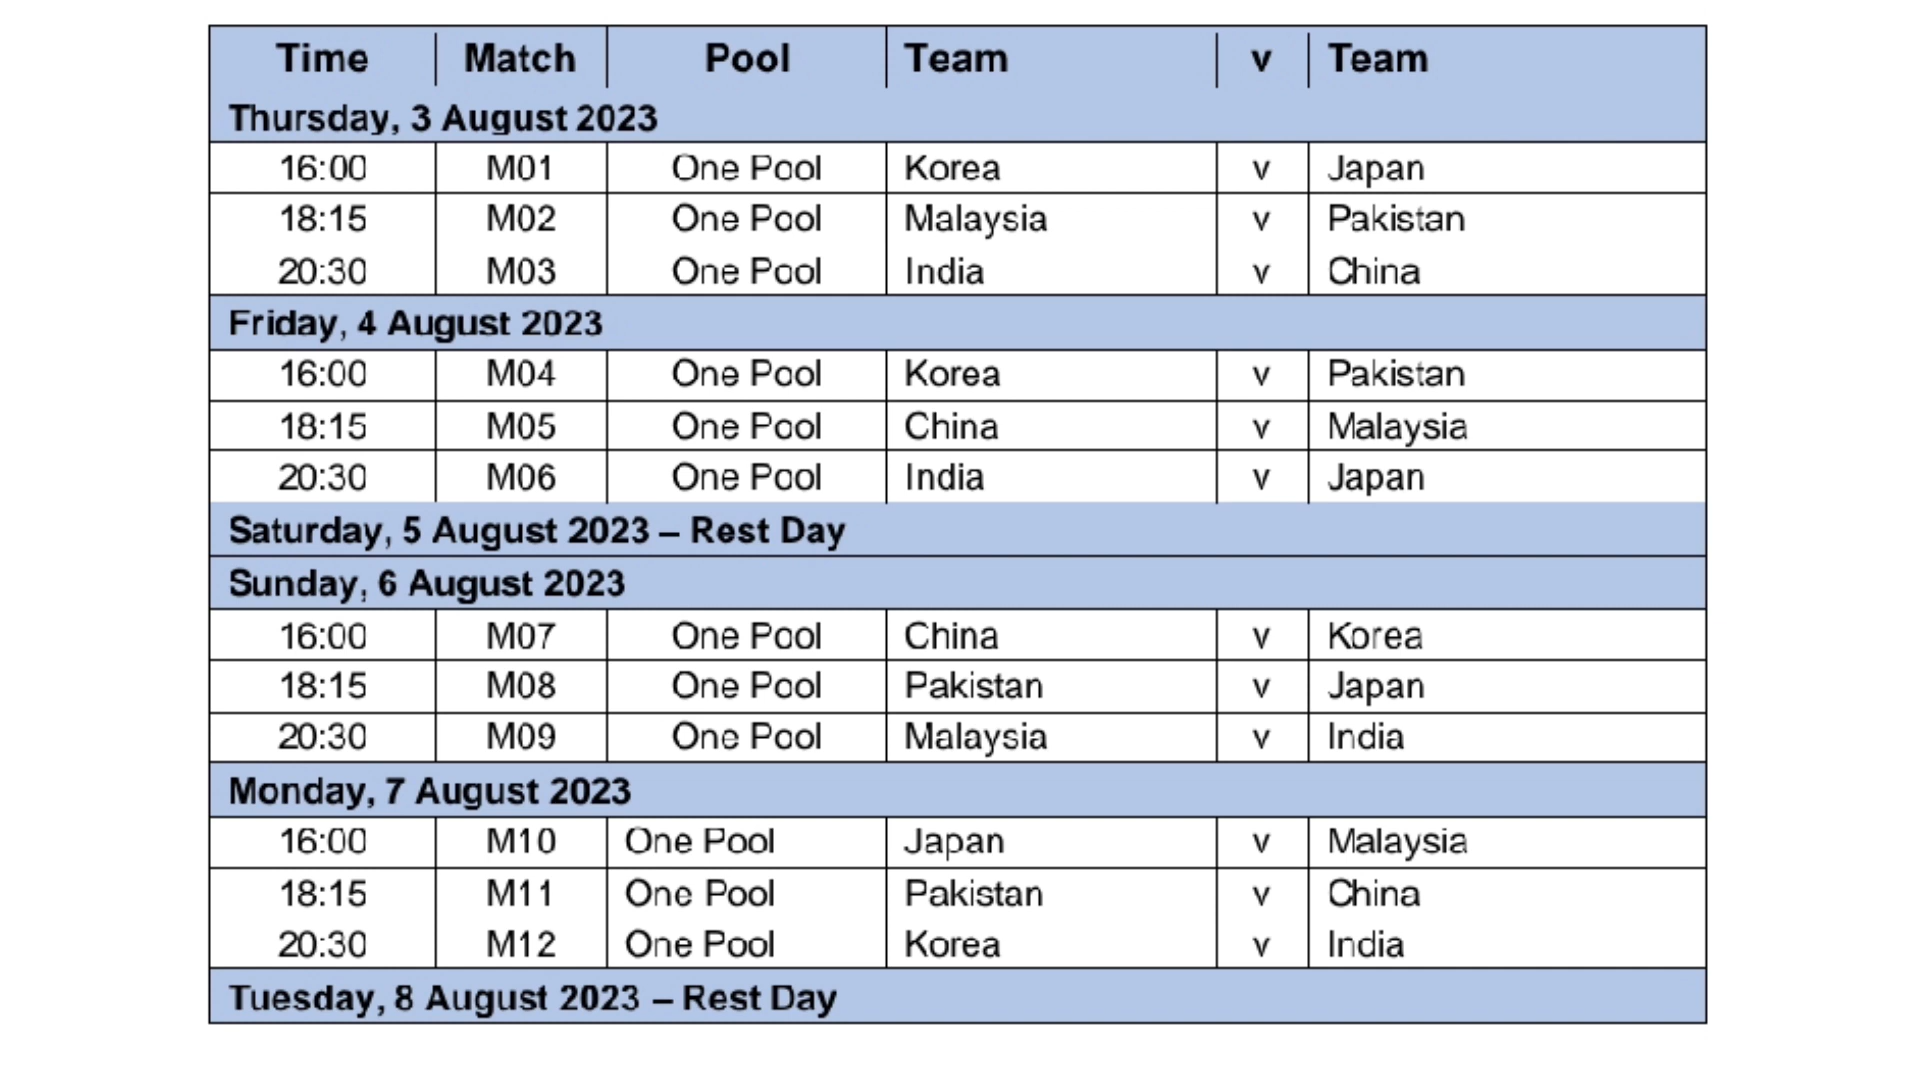 Time Match Pool Team v Team
Thursday, 3 August 2023
16:00 M01 One Pool Korea v Japan
18:15 M02 One Pool Malaysia v Pakistan
20:30 M03 One Pool India v China
Friday, 4 August 2023
16:00 M04 One Pool Korea v Pakistan
18:15 M05 One Pool China v Malaysia
20:30 M06 One Pool India v Japan
Saturday, 5 August 2023 – Rest Day
Sunday, 6 August 2023
16:00 M07 One Pool China v Korea
18:15 M08 One Pool Pakistan v Japan
20:30 M09 One Pool Malaysia v India
Monday, 7 August 2023
16:00 M10 One Pool Japan v Malaysia
18:15 M11 One Pool Pakistan v China
20:30 M12 One Pool Korea v India
Tuesday, 8 August 2023 – Rest Day